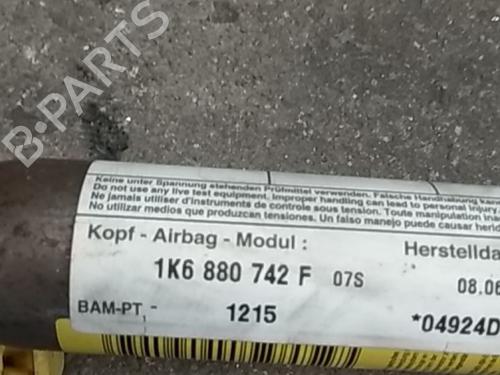 B-PARTS
Keine unter Spannung stehenden Prüfmittel verwenden. Falsche Handhabung kann
Do not use any live test equipment. Improper handling can lead to personal injury
Ne jamais utiliser d'instruments de controle sous tension. Toute manipulation
No utilizar medios que produzcan tensiones. Un falso manejo puede causar
Kopf - Airbag - Modul :
Herstellda
1K6 880 742 F 07S
08.06
BAM-PT,-
1215
*04924D